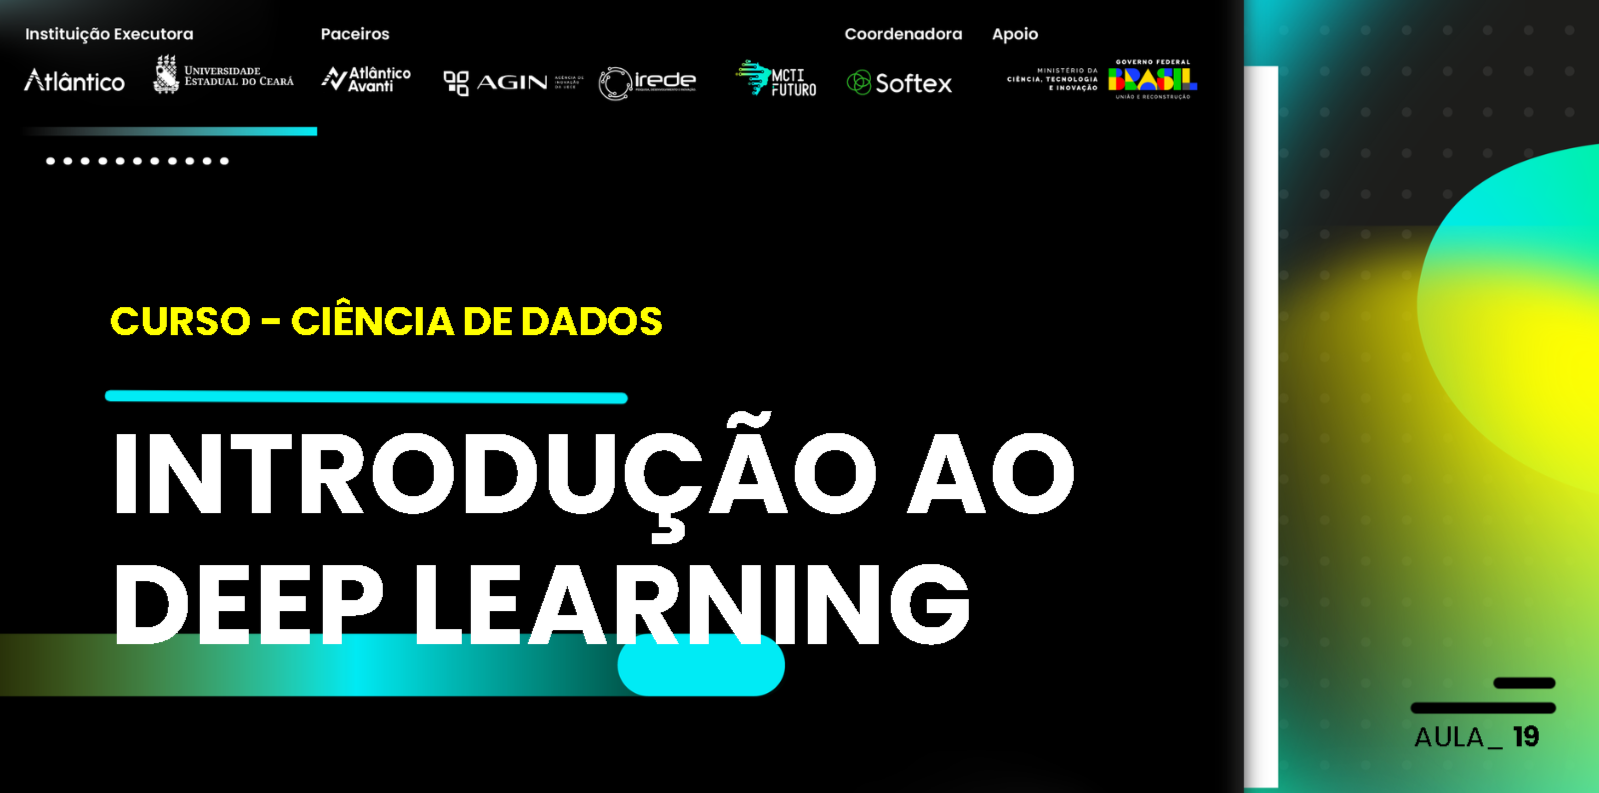 Instituição Executora
Paceiros
Coordenadora
Apoio
Atlântico
UNIVERSIDADE
ESTADUAL DO CEARÁ
Atlântico
Avanti
AGIN
irede
MCTI
FUTURO
Softex
MINISTÉRIO DA
CIÊNCIA, TECNOLOGIA
E INOVAÇÃO
GOVERNO FEDERAL
BRASIL
UNIÃO E RECONSTRUÇÃO
CURSO - CIÊNCIA DE DADOS
INTRODUÇÃO AO
DEEP LEARNING
AULA_ 19